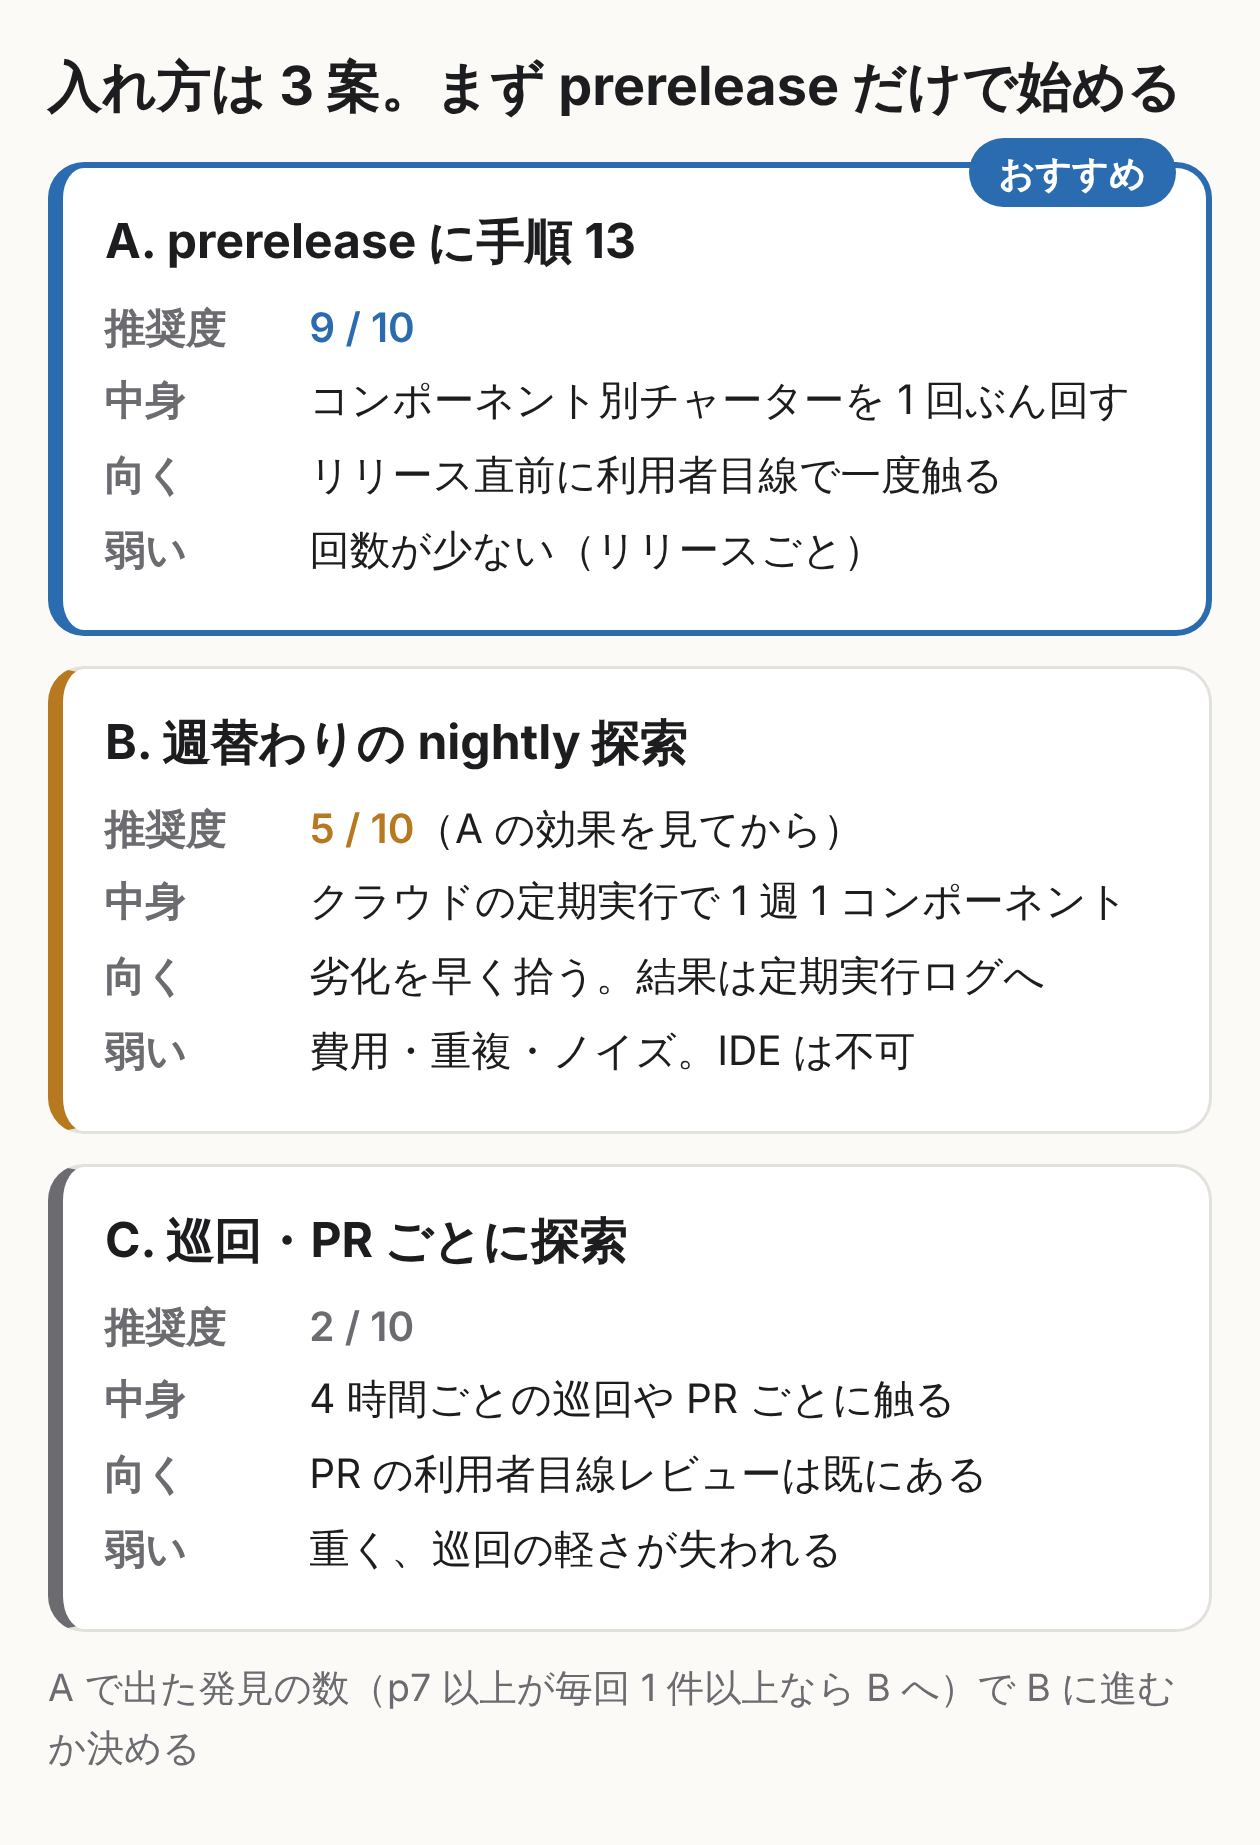 入れ方は 3 案。まず prerelease だけで始める
おすすめ
A. prerelease に手順 13
推奨度 9 / 10
中身 コンポーネント別チャーターを 1 回ぶん回す
向く リリース直前に利用者目線で一度触る
弱い 回数が少ない（リリースごと）
B. 週替わりの nightly 探索
推奨度 5 / 10（A の効果を見てから）
中身 クラウドの定期実行で 1 週 1 コンポーネント
向く 劣化を早く拾う。結果は定期実行ログへ
弱い 費用・重複・ノイズ。IDE は不可
C. 巡回・PR ごとに探索
推奨度 2 / 10
中身 4 時間ごとの巡回や PR ごとに触る
向く PR の利用者目線レビューは既にある
弱い 重く、巡回の軽さが失われる
A で出た発見の数（p7 以上が毎回 1 件以上なら B へ）で B に進む
か決める